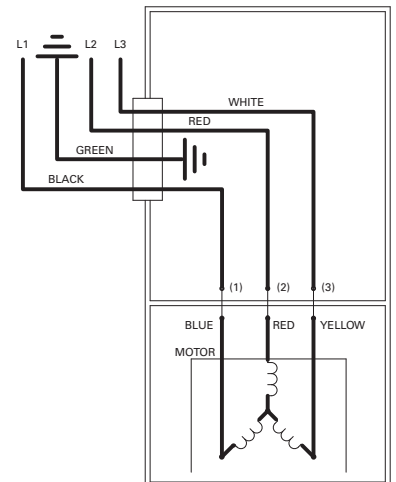 L1 L2 L3
WHITE
RED
GREEN
BLACK
(1) (2) (3)
BLUE RED YELLOW
MOTOR